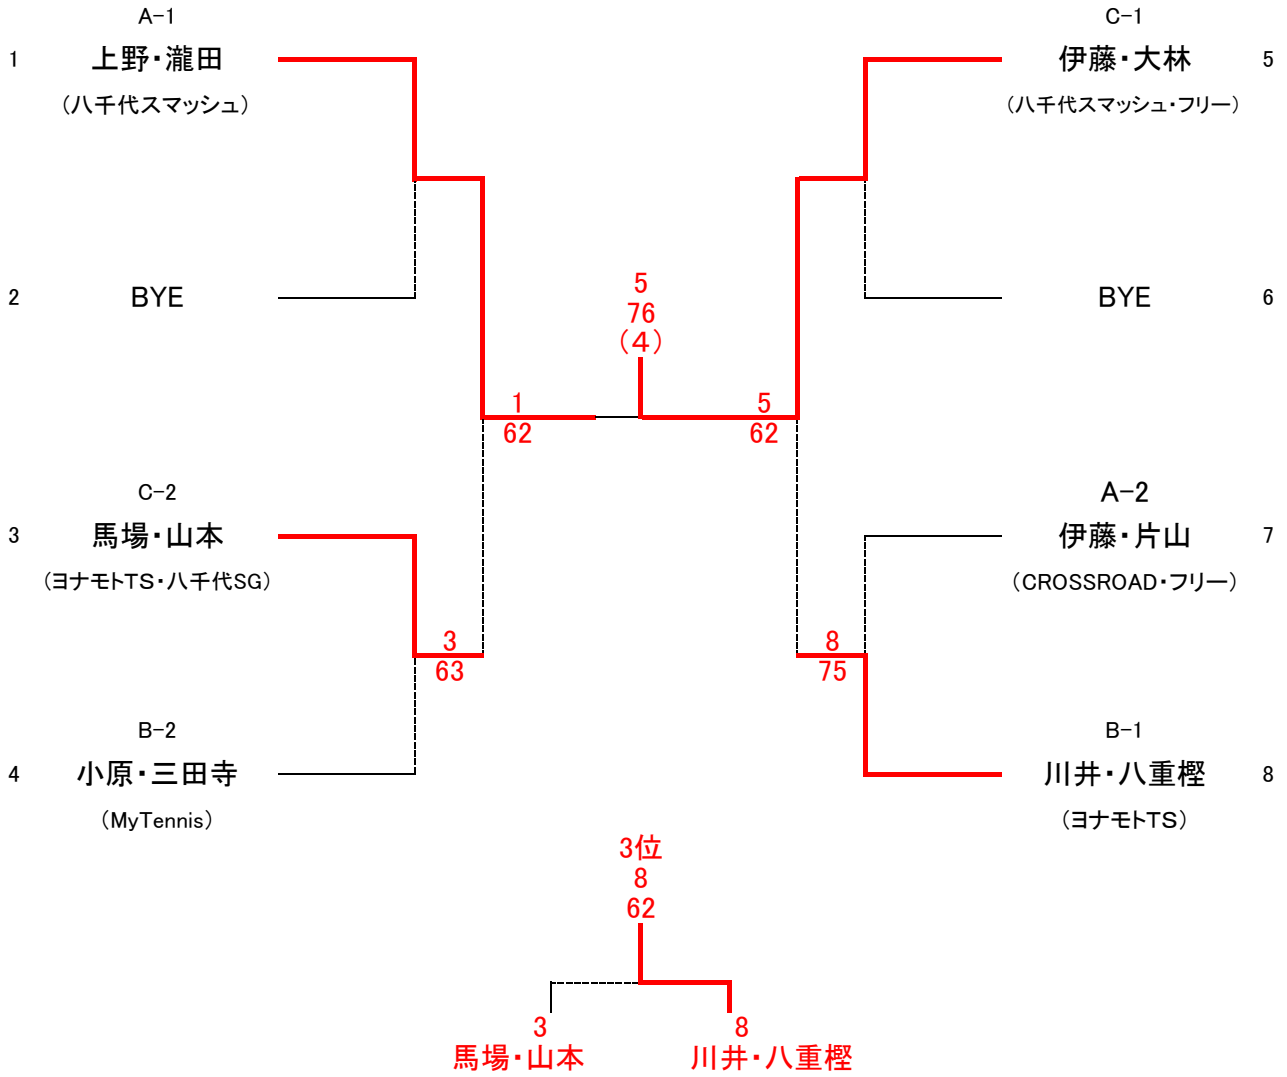 A-1
1 上野・瀧田
（八千代スマッシュ）
2 BYE
C-2
3 馬場・山本
（ヨナモトTS・八千代SG）
B-2
4 小原・三田寺
（MyTennis）
1
62
3
63
5
76
（4）
5
62
8
75
C-1
伊藤・大林 5
（八千代スマッシュ・フリー）
BYE 6
A-2
伊藤・片山 7
（CROSSROAD・フリー）
B-1
川井・八重樫 8
（ヨナモトTS）
3位
8
62
3 8
馬場・山本 川井・八重樫